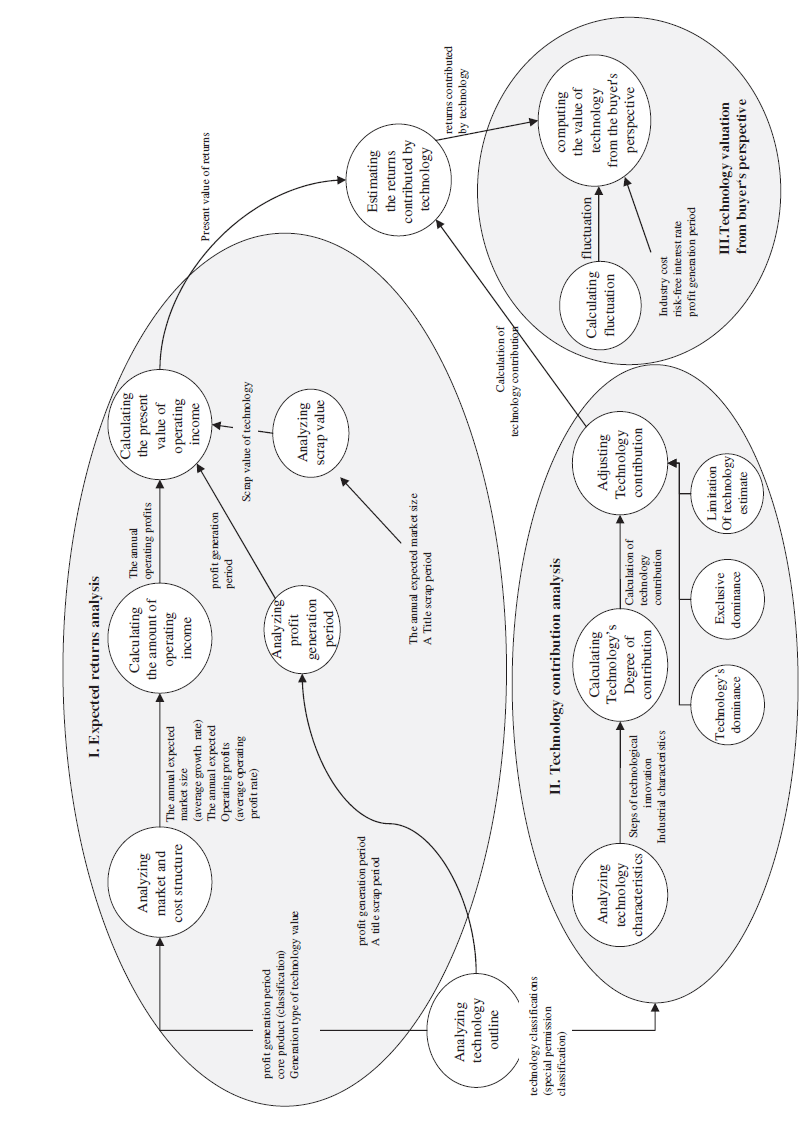 I. Expected returns analysis
Analyzing
market and
cost structure
The annual expected
market size
(average growth rate)
The annual expected
Operating profits
(average operating
profit rate)
Calculating
the amount of
operating
income
The annual
operating profits
Calculating
the present
value of
operating
income
Present value of returns
profit generation
period
Scrap value of technology
Analyzing
profit
generation
period
Analyzing
scrap value
The annual expected market size
A Title scrap period
profit generation period
core product (classification)
Generation type of technology value
profit generation period
A title scrap period
Analyzing
technology
outline
technology classifications
(special permission
classification)
Estimating
the returns
contributed by
technology
returns contributed
by technology
Calculation of
technology contribution
II. Technology contribution analysis
Analyzing
technology
characteristics
Steps of technological
innovation
Industrial characteristics
Calculating
Technology's
Degree of
contribution
Calculation of
technology
contribution
Adjusting
Technology
contribution
Technology's
dominance
Exclusive
dominance
Limitation
Of technology
estimate
computing
the value of
technology
from the buyer's
perspective
fluctuation
Calculating
fluctuation
Industry cost
risk-free interest rate
profit generation period
III.Technology valuation
from buyer's perspective